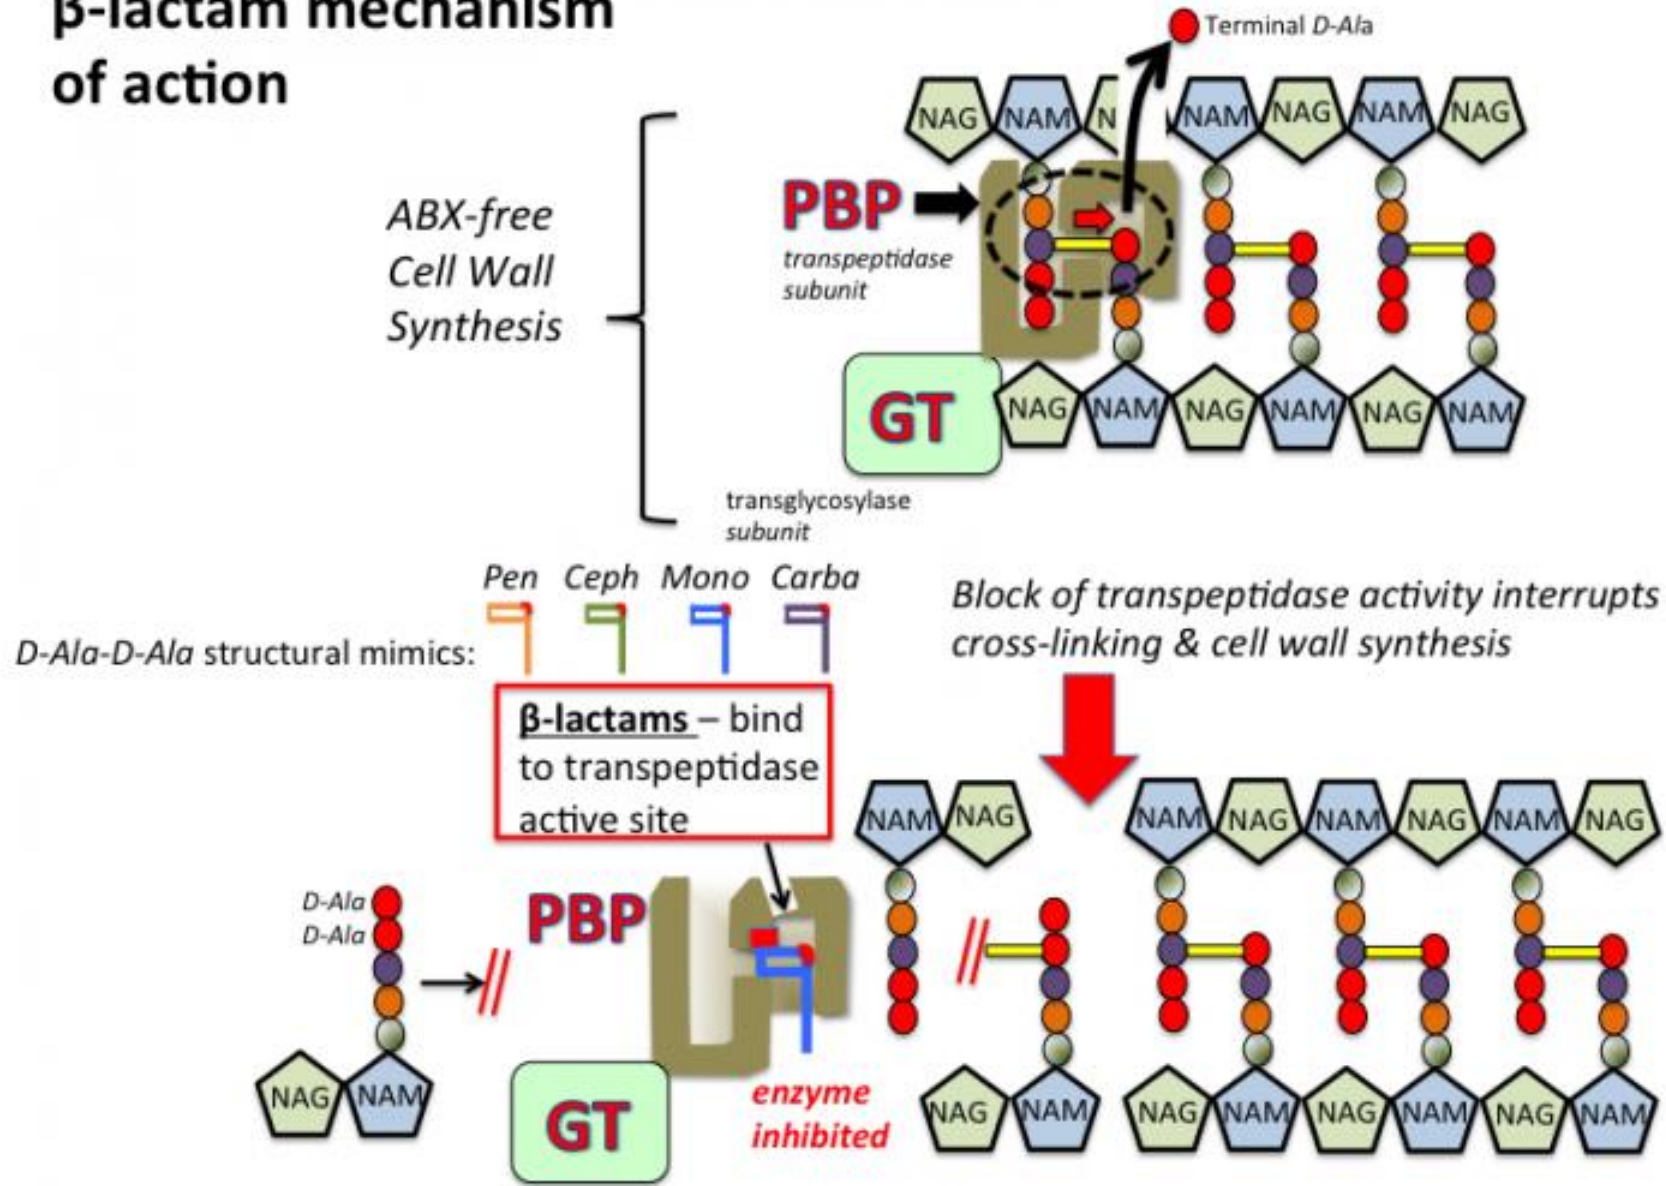 β-lactam mechanism
of action
Terminal D-Ala
NAG NAM N NAM NAG NAM NAG
ABX-free
Cell Wall
Synthesis
PBP
transpeptidase
subunit
GT
NAG NAM NAG NAM NAG NAM
transglycosylase
subunit
Pen Ceph Mono Carba
D-Ala-D-Ala structural mimics:
Block of transpeptidase activity interrupts
cross-linking & cell wall synthesis
β-lactams – bind
to transpeptidase
active site
NAM NAG NAM NAG NAM NAG NAM NAG
D-Ala
D-Ala
PBP
NAG NAM
GT
enzyme
inhibited
NAG NAM NAG NAM NAG NAM NAG NAM